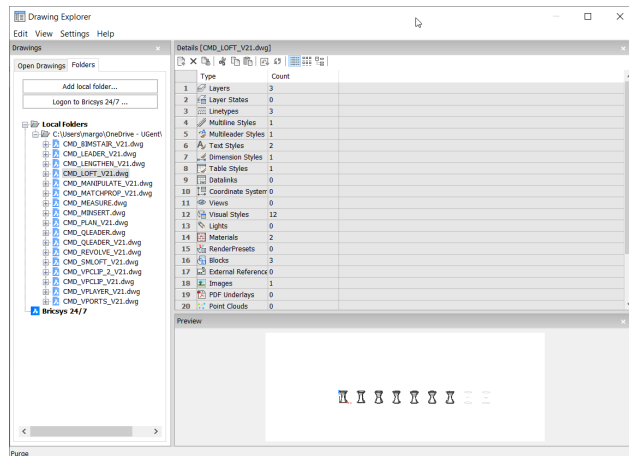 Drawing Explorer
Edit View Settings Help
Drawings
Open Drawings Folders
Add local folder...
Logon to Bricsys 24/7 ...
Local Folders
C:\Users\margo\OneDrive - UGent\
CMD_BIMSTAIR_V21.dwg
CMD_LEADER_V21.dwg
CMD_LENGTHEN_V21.dwg
CMD_LOFT_V21.dwg
CMD_MANIPULATE_V21.dwg
CMD_MATCHPROP_V21.dwg
CMD_MEASURE.dwg
CMD_MINSERT.dwg
CMD_PLAN_V21.dwg
CMD_QLEADER.dwg
CMD_QLEADER_V21.dwg
CMD_REVOLVE_V21.dwg
CMD_SMLOFT_V21.dwg
CMD_VPCLIP_2_V21.dwg
CMD_VPCLIP_V21.dwg
CMD_VPLAYER_V21.dwg
CMD_VPORTS_V21.dwg
Bricsys 24/7
Details [CMD_LOFT_V21.dwg]
Type Count
1 Layers 3
2 Layer States 0
3 Linetypes 3
4 Multiline Styles 1
5 Multileader Styles 1
6 Text Styles 2
7 Dimension Styles 1
8 Table Styles 1
9 Datalinks 0
10 Coordinate System 0
11 Views 0
12 Visual Styles 12
13 Lights 0
14 Materials 2
15 RenderPresets 0
16 Blocks 3
17 External Reference 0
18 Images 1
19 PDF Underlays 0
20 Point Clouds 0
Preview
Purge